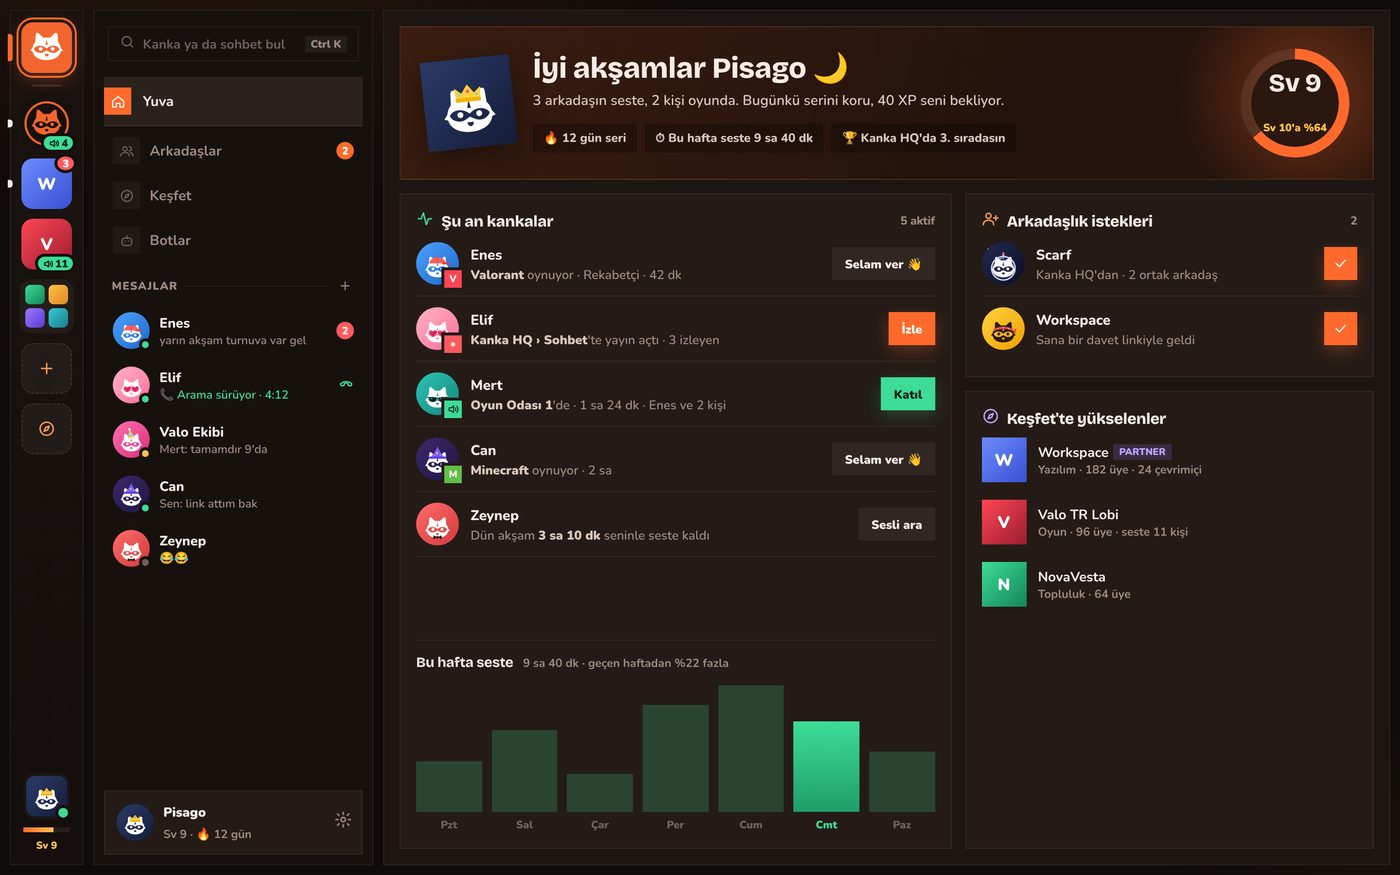 4
3
W
V
11
Sv 9
Kanka ya da sohbet bul
Ctrl K
Yuva
Arkadaşlar
2
Keşfet
Botlar
MESAJLAR
Enes
yarın akşam turnuva var gel
2
Elif
📞 Arama sürüyor · 4:12
Valo Ekibi
Mert: tamamdır 9'da
Can
Sen: link attım bak
Zeynep
😂😂
Pisago
Sv 9 · 🔥 12 gün
İyi akşamlar Pisago 🌙
3 arkadaşın seste, 2 kişi oyunda. Bugünkü serini koru, 40 XP seni bekliyor.
🔥 12 gün seri
⏱ Bu hafta seste 9 sa 40 dk
🏆 Kanka HQ'da 3. sıradasın
Sv 9
Sv 10'a %64
Şu an kankalar
5 aktif
Enes
Valorant oynuyor · Rekabetçi · 42 dk
V
Selam ver 👋
Elif
Kanka HQ › Sohbet'te yayın açtı · 3 izleyen
İzle
Mert
Oyun Odası 1'de · 1 sa 24 dk · Enes ve 2 kişi
Katıl
Can
Minecraft oynuyor · 2 sa
M
Selam ver 👋
Zeynep
Dün akşam 3 sa 10 dk seninle seste kaldı
Sesli ara
Bu hafta seste
9 sa 40 dk · geçen haftadan %22 fazla
Pzt Sal Çar Per Cum Cmt Paz
Arkadaşlık istekleri
2
Scarf
Kanka HQ'dan · 2 ortak arkadaş
Workspace
Sana bir davet linkiyle geldi
Keşfet'te yükselenler
W
Workspace PARTNER
Yazılım · 182 üye · 24 çevrimiçi
V
Valo TR Lobi
Oyun · 96 üye · seste 11 kişi
N
NovaVesta
Topluluk · 64 üye